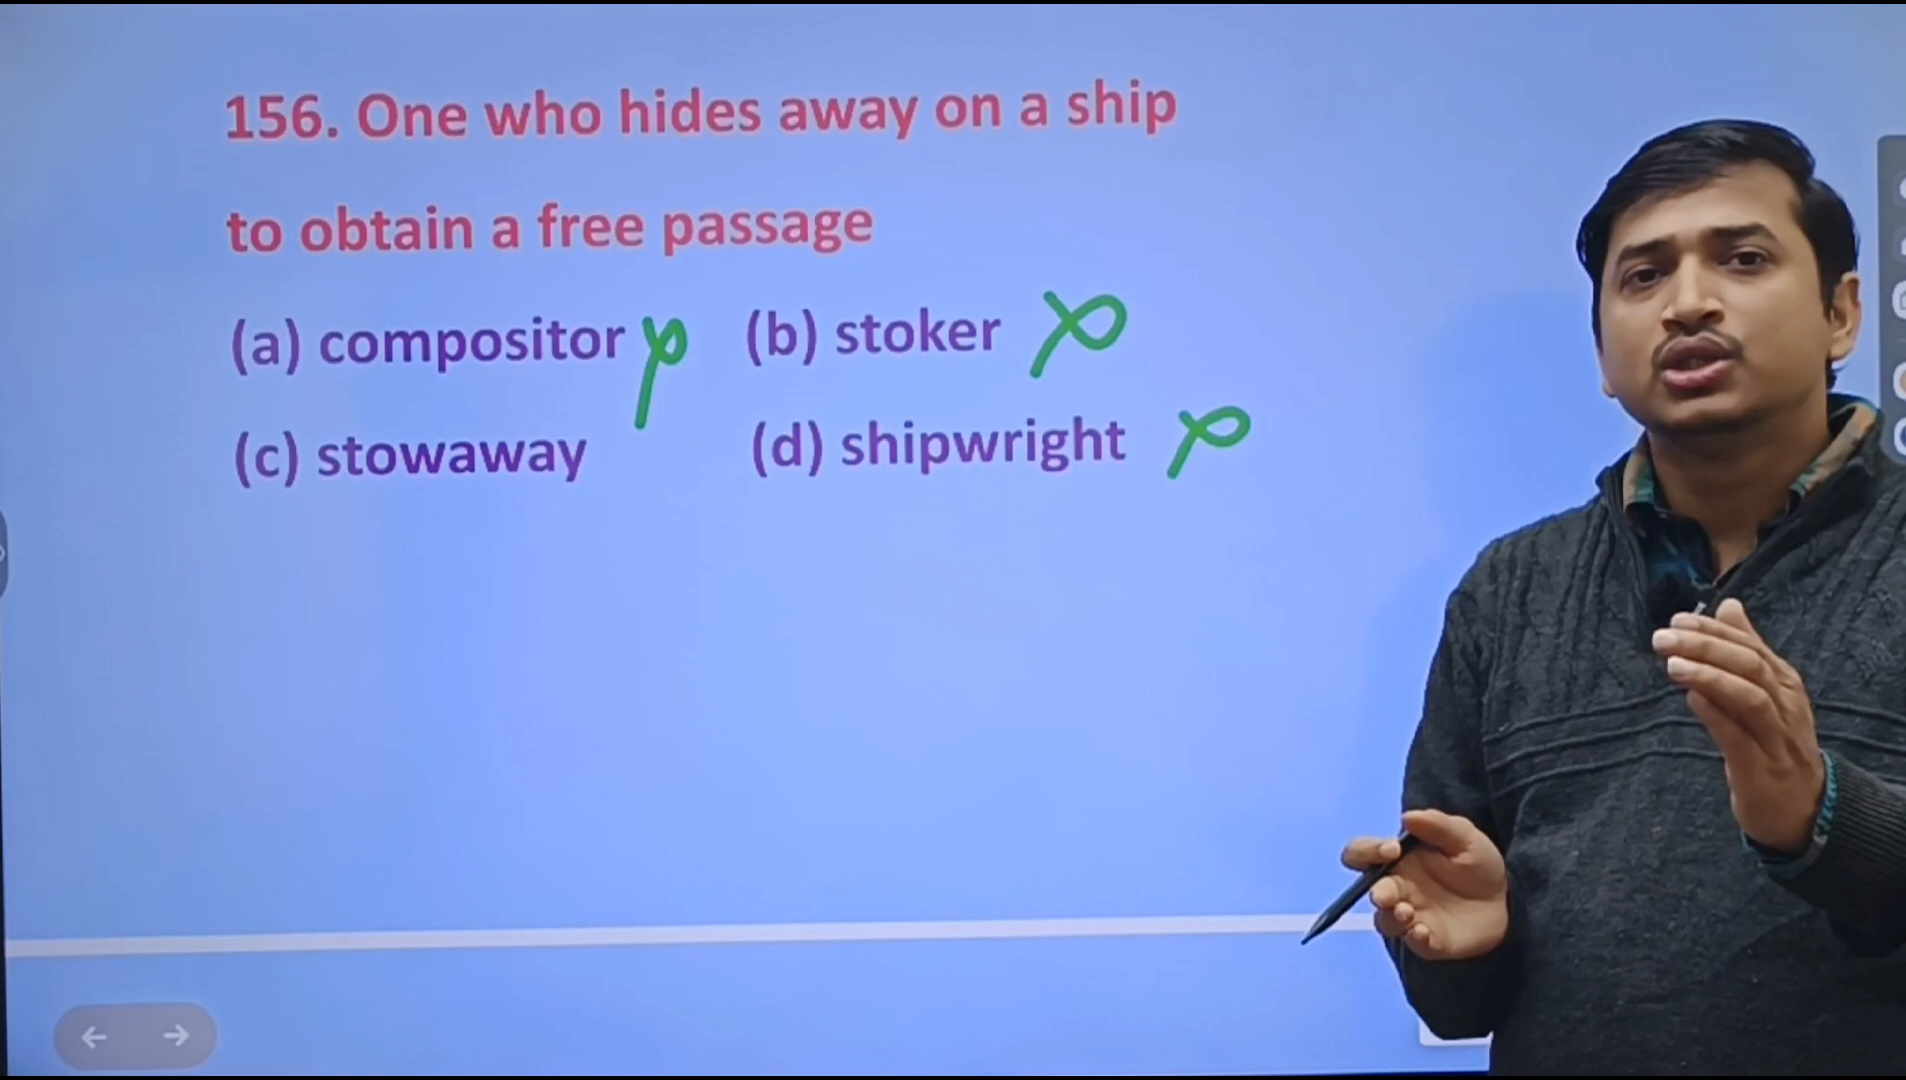 156. One who hides away on a ship
to obtain a free passage
(a) compositor (b) stoker
(c) stowaway (d) shipwright